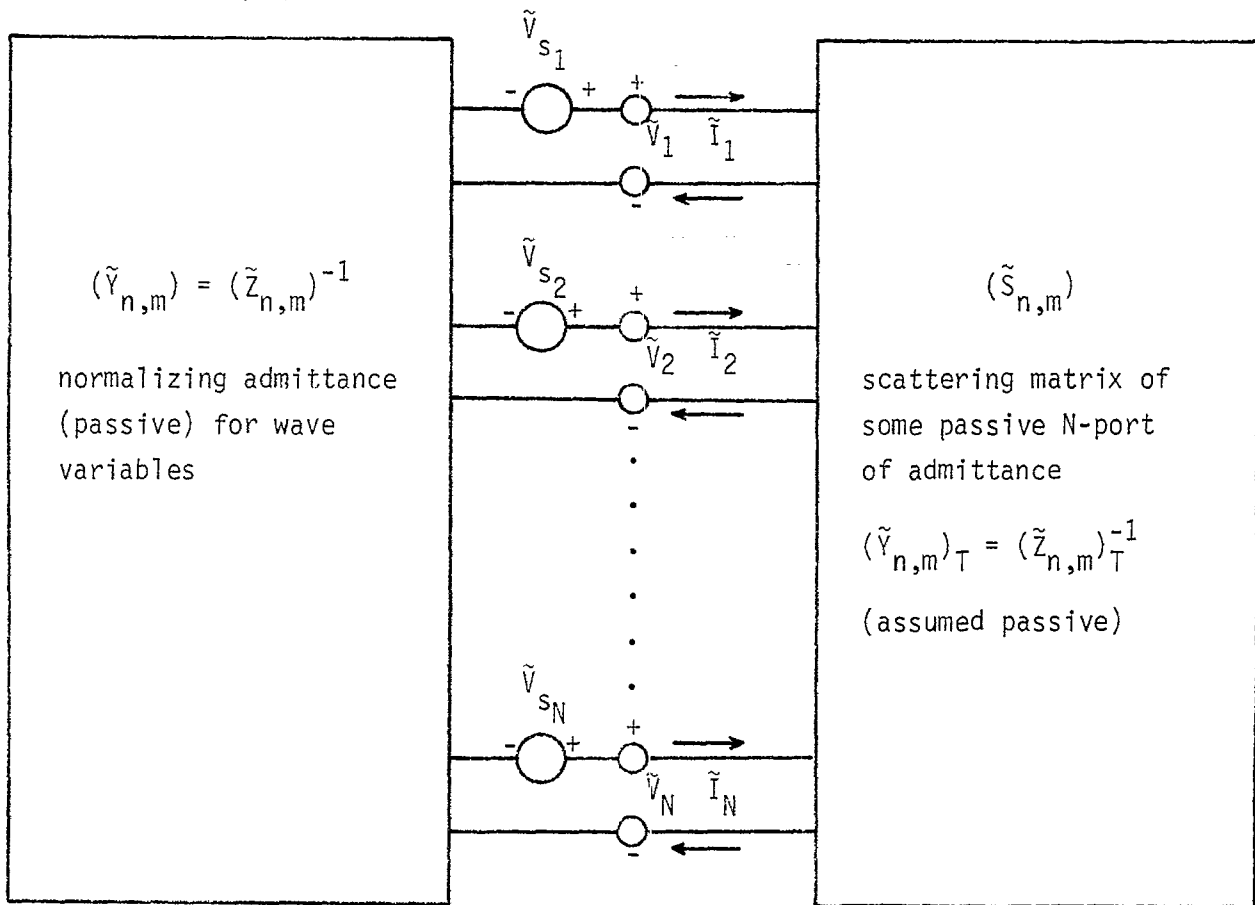 Ṽs1
- + + Ṽ1 Ĩ1
-
Ṽs2
- + + Ṽ2 Ĩ2
-
(Ỹn,m) = (Z̃n,m)-1
normalizing admittance
(passive) for wave
variables
ṼsN
- + + ṼN ĨN
-
(S̃n,m)
scattering matrix of
some passive N-port
of admittance
(Ỹn,m)T = (Z̃n,m)T-1
(assumed passive)